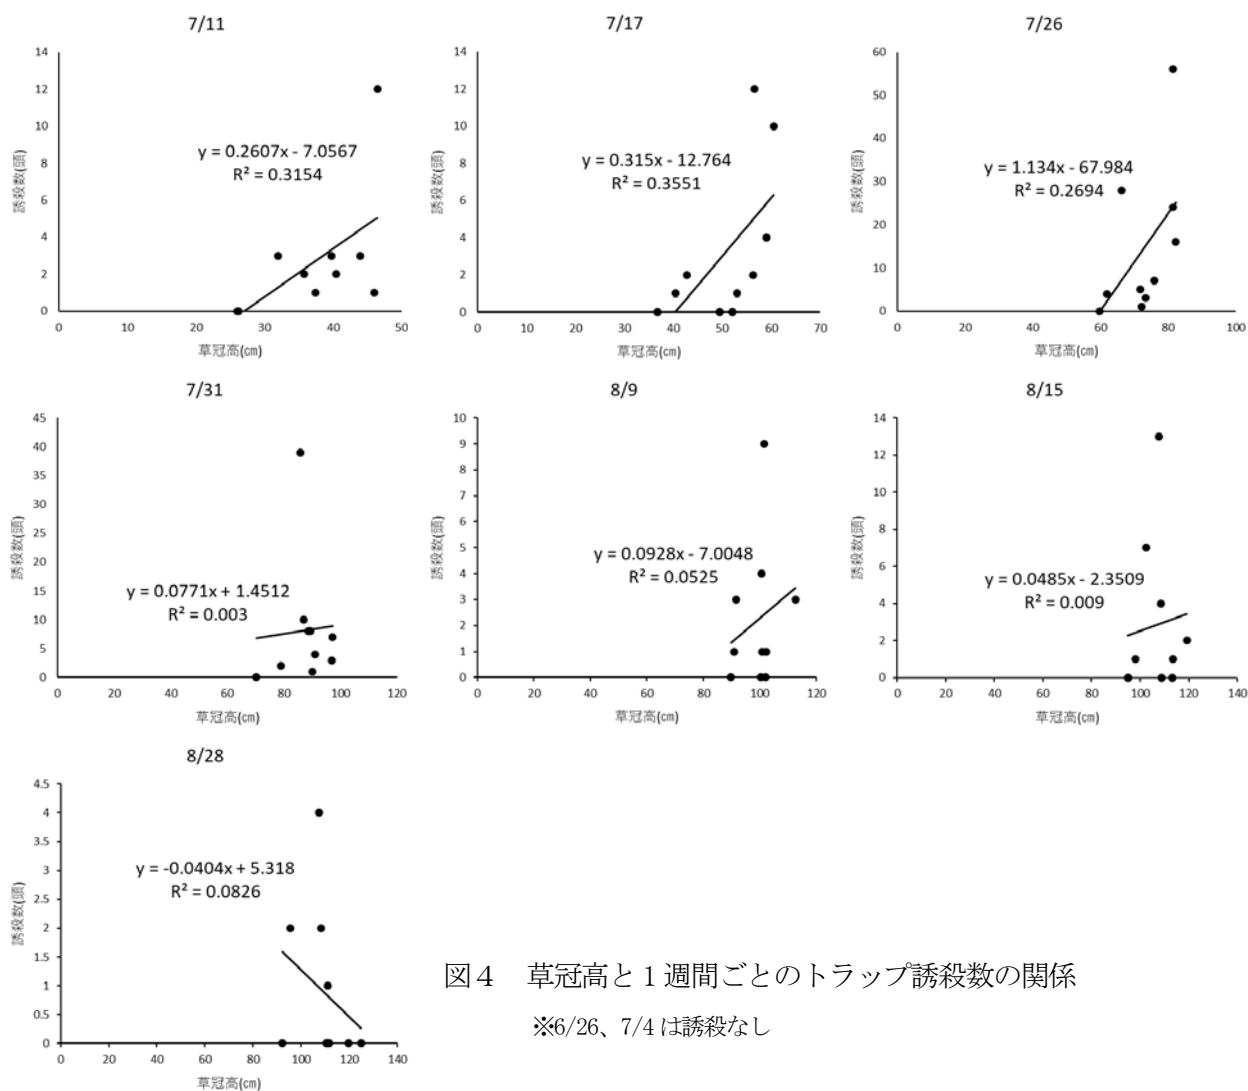 7/11
14
12
10
8
6
4
2
0
誘殺数(頭)
y = 0.2607x - 7.0567
R² = 0.3154
0 10 20 30 40 50
草冠高(cm)
7/17
14
12
10
8
6
4
2
0
誘殺数(頭)
y = 0.315x - 12.764
R² = 0.3551
0 10 20 30 40 50 60 70
草冠高(cm)
7/26
60
50
40
30
20
10
0
誘殺数(頭)
y = 1.134x - 67.984
R² = 0.2694
0 20 40 60 80 100
草冠高(cm)
7/31
45
40
35
30
25
20
15
10
5
0
誘殺数(頭)
y = 0.0771x + 1.4512
R² = 0.003
0 20 40 60 80 100 120
草冠高(cm)
8/9
10
9
8
7
6
5
4
3
2
1
0
誘殺数(頭)
y = 0.0928x - 7.0048
R² = 0.0525
0 20 40 60 80 100 120
草冠高(cm)
8/15
14
12
10
8
6
4
2
0
誘殺数(頭)
y = 0.0485x - 2.3509
R² = 0.009
0 20 40 60 80 100 120 140
草冠高(cm)
8/28
4.5
4
3.5
3
2.5
2
1.5
1
0.5
0
誘殺数(頭)
y = -0.0404x + 5.318
R² = 0.0826
0 20 40 60 80 100 120 140
草冠高(cm)
図４ 草冠高と１週間ごとのトラップ誘殺数の関係
※6/26、7/4 は誘殺なし